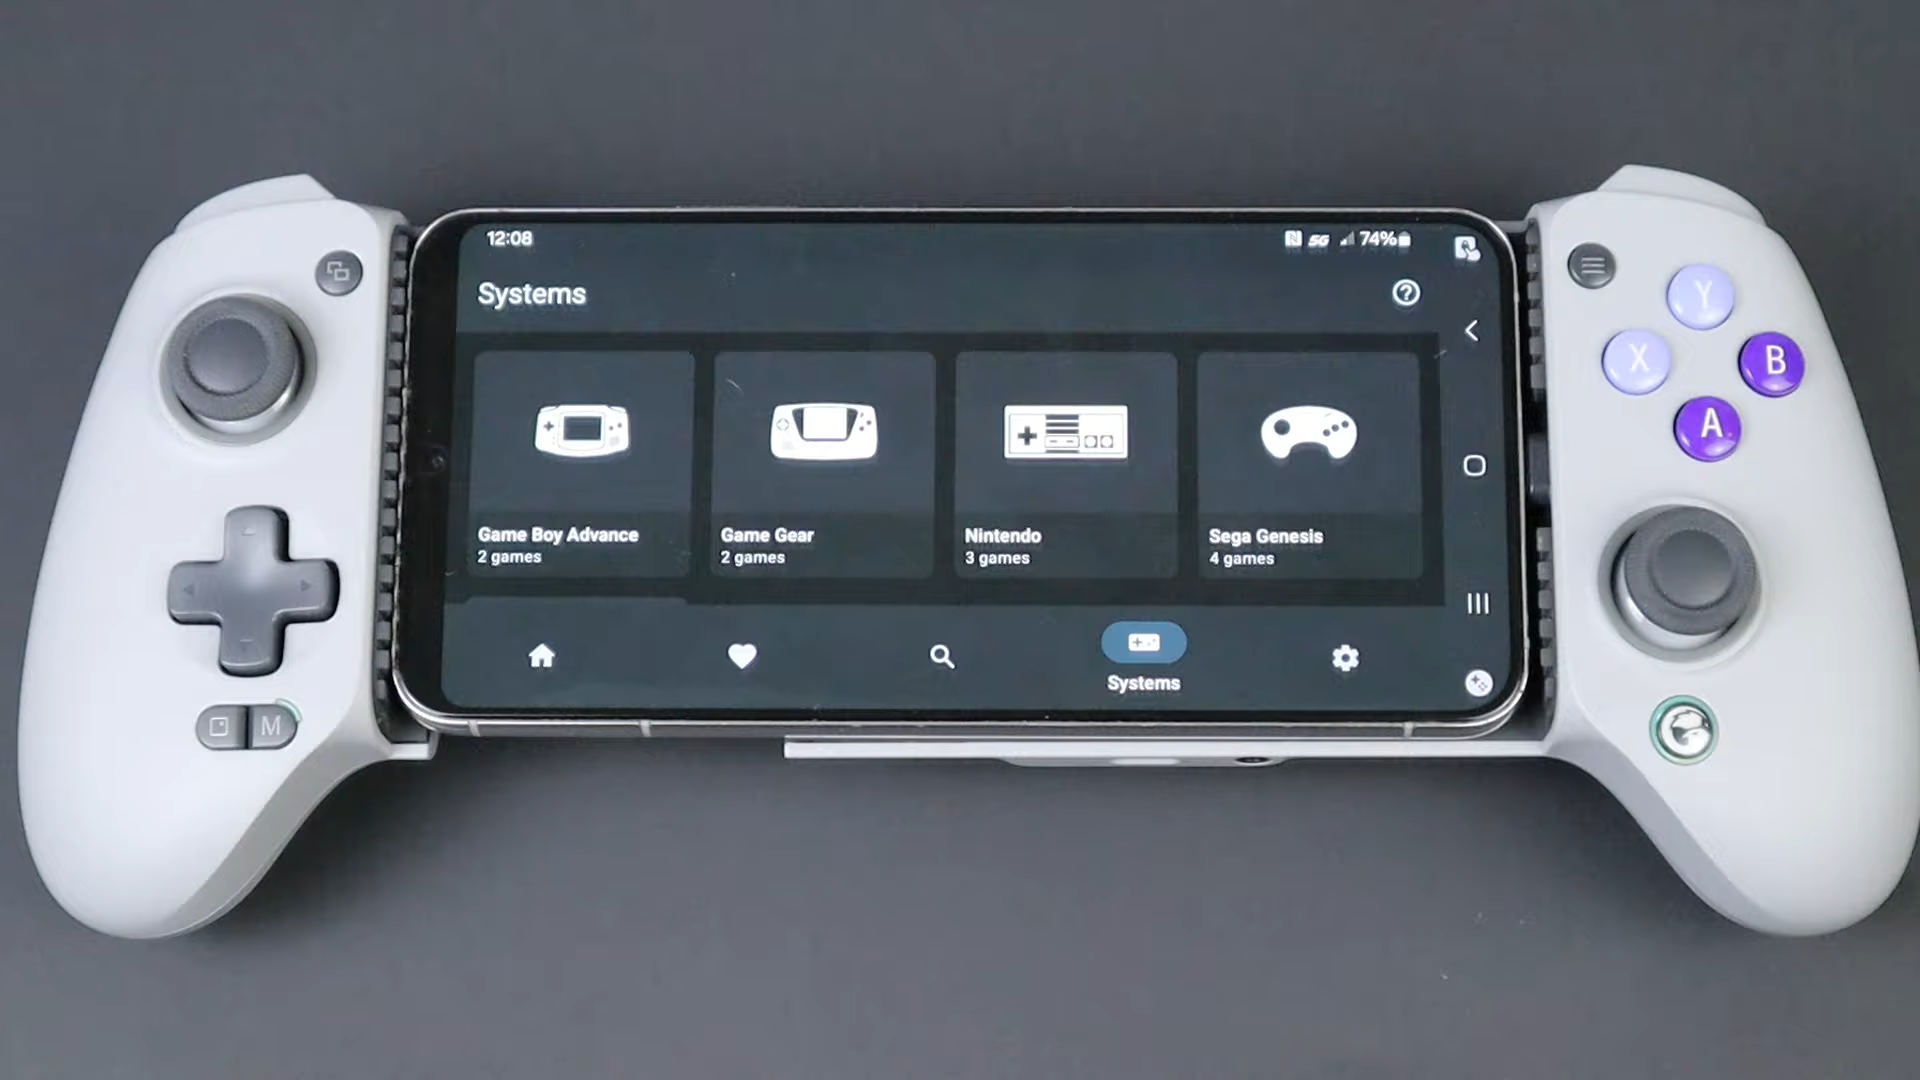 12:08
5G 74%
Systems
Game Boy Advance
2 games
Game Gear
2 games
Nintendo
3 games
Sega Genesis
4 games
Systems
Y
X
B
A
M